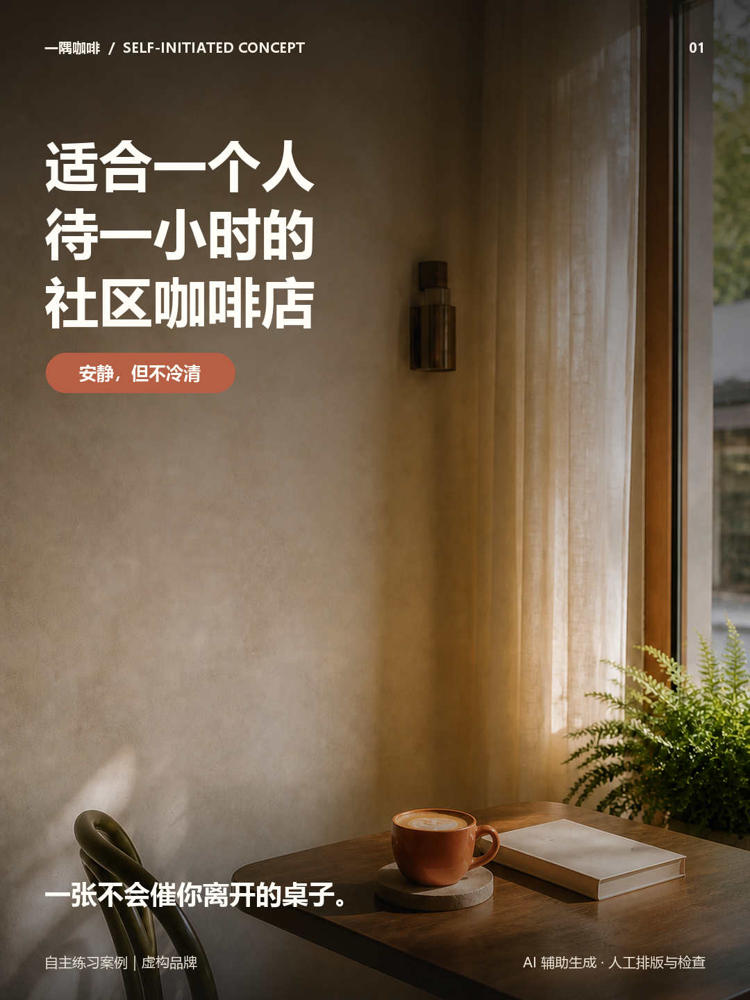 一隅咖啡 / SELF-INITIATED CONCEPT
01
适合一个人
待一小时的
社区咖啡店
安静，但不冷清
一张不会催你离开的桌子。
自主练习案例｜虚构品牌
AI 辅助生成 · 人工排版与检查